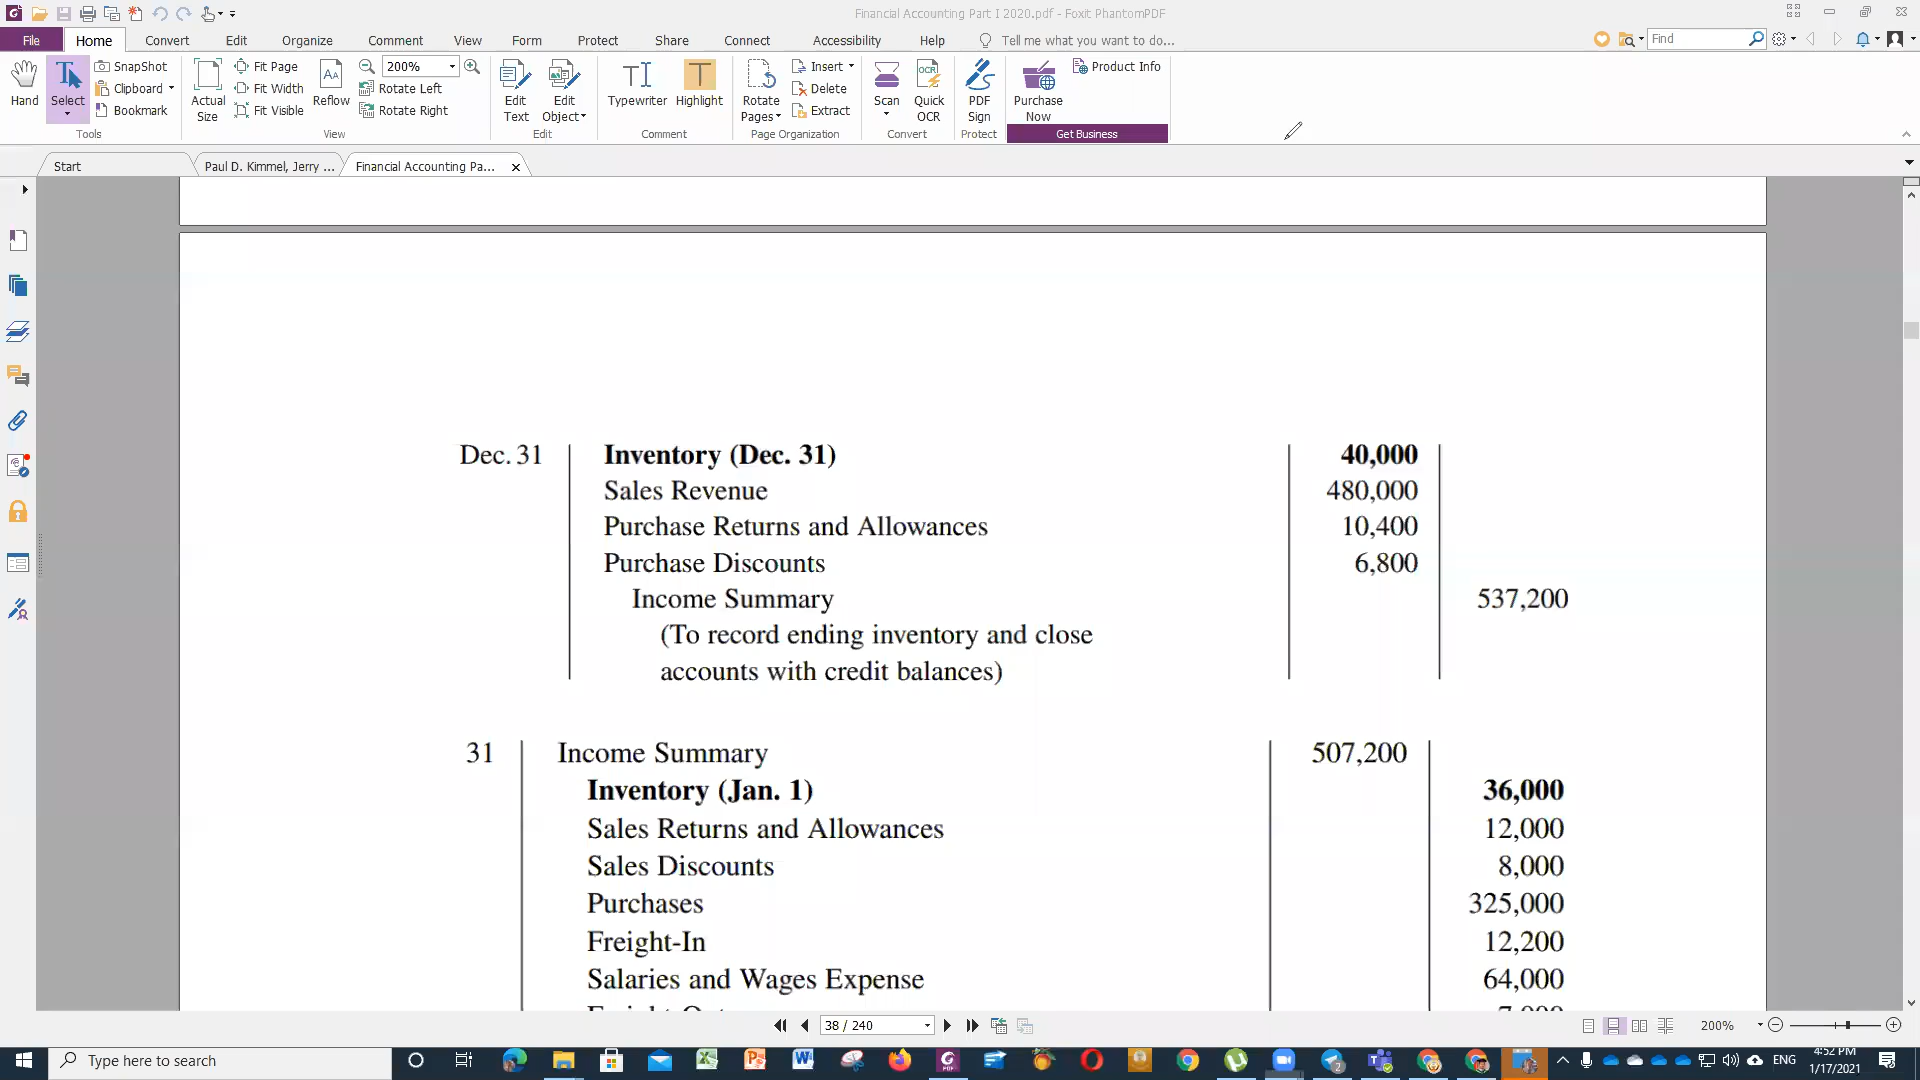 Financial Accounting Part I 2020.pdf - Foxit PhantomPDF
File Home Convert Edit Organize Comment View Form Protect Share Connect Accessibility Help Tell me what you want to do... Find
Hand
Select
SnapShot
Clipboard
Bookmark
Tools
Actual Size
Fit Page
Fit Width
Fit Visible
Reflow
200%
Rotate Left
Rotate Right
View
Edit Text
Edit Object
Edit
Typewriter
Highlight
Comment
Rotate Pages
Insert
Delete
Extract
Page Organization
Scan
Quick OCR
Convert
PDF Sign
Protect
Purchase Now
Product Info
Get Business
Start Paul D. Kimmel, Jerry ... Financial Accounting Pa...
Dec. 31 Inventory (Dec. 31) 40,000
Sales Revenue 480,000
Purchase Returns and Allowances 10,400
Purchase Discounts 6,800
Income Summary 537,200
(To record ending inventory and close
accounts with credit balances)
31 Income Summary 507,200
Inventory (Jan. 1) 36,000
Sales Returns and Allowances 12,000
Sales Discounts 8,000
Purchases 325,000
Freight-In 12,200
Salaries and Wages Expense 64,000
38 / 240 200%
Type here to search ENG 4:52 PM
1/17/2021